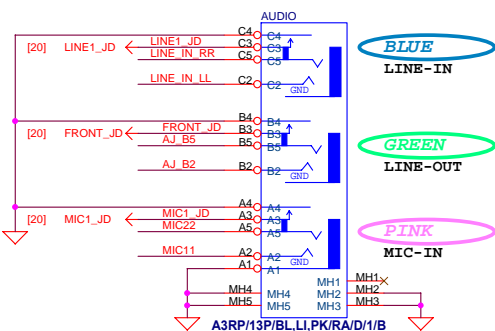 AUDIO
C4 C4
[20] LINE1_JD LINE1_JD C3 C3
LINE_IN_RR C5 C5
LINE_IN_LL C2 C2
GND
BLUE
LINE-IN
B4 B4
[20] FRONT_JD FRONT_JD B3 B3
AJ_B5 B5 B5
AJ_B2 B2 B2
GND
GREEN
LINE-OUT
A4 A4
[20] MIC1_JD MIC1_JD A3 A3
MIC22 A5 A5
MIC11 A2 A2
GND
A1 A1
PINK
MIC-IN
MH1 MH1
MH4 MH4 MH2 MH2
MH5 MH5 MH3 MH3
A3RP/13P/BL,LI,PK/RA/D/1/B